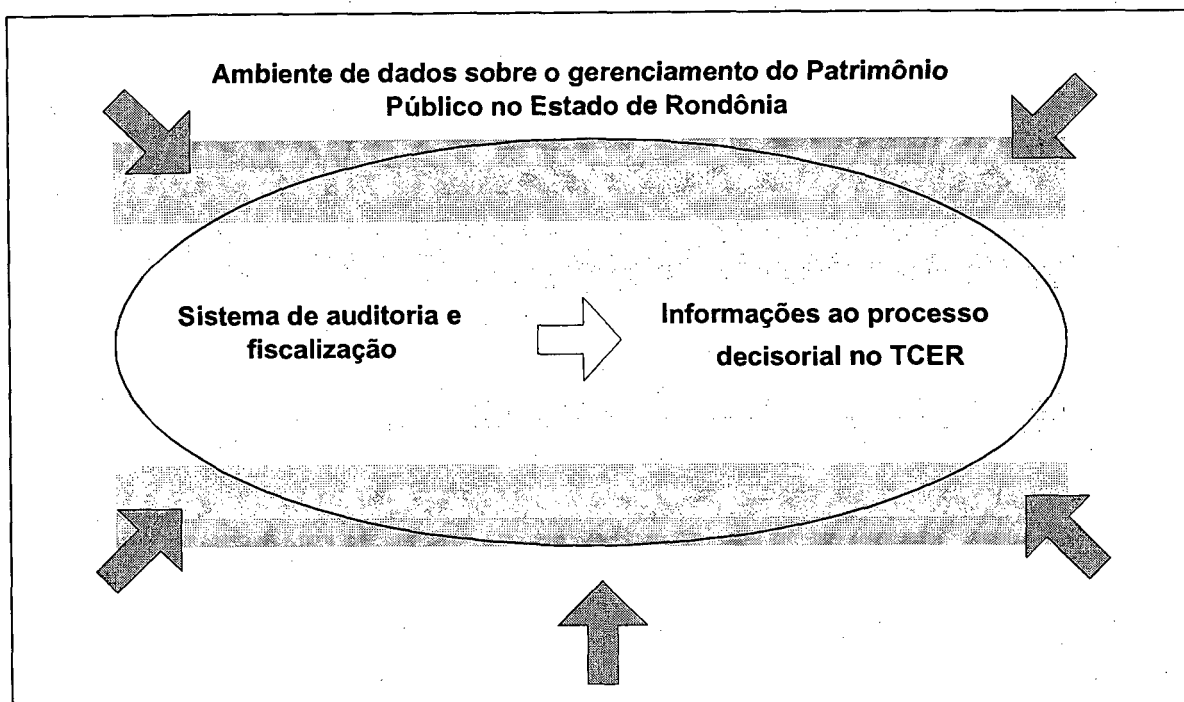 Ambiente de dados sobre o gerenciamento do Patrimônio
Público no Estado de Rondônia
Sistema de auditoria e
fiscalização
Informações ao processo
decisorial no TCER